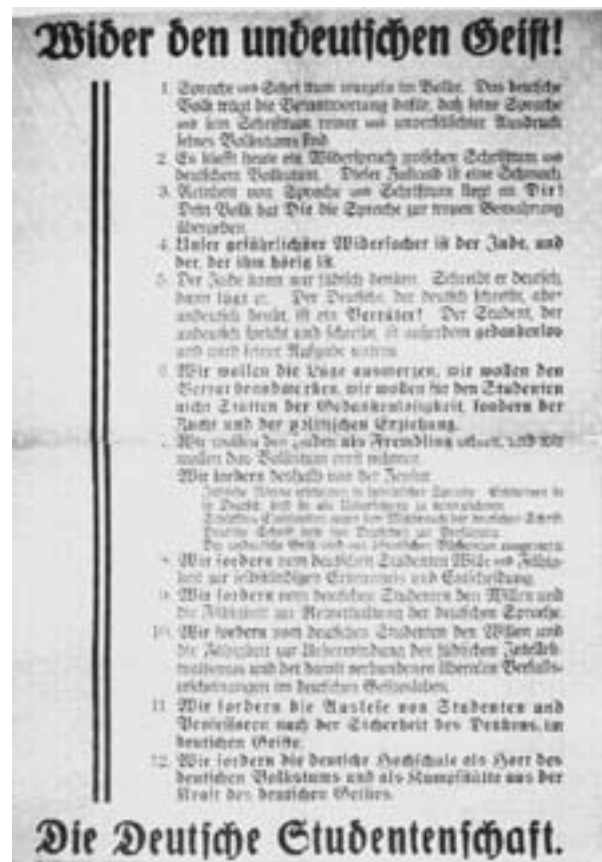 Wider den undeutschen Geist!
1. Sprache und Schrifttum wurzeln im Volke. Das deutsche
Volk trägt die Verantwortung dafür, daß seine Sprache
und sein Schrifttum reiner und unverfälschter Ausdruck
seines Volkstums sind.
2. Es klafft heute ein Widerspruch zwischen Schrifttum und
deutschem Volkstum. Dieser Zustand ist eine Schmach.
3. Reinheit von Sprache und Schrifttum liegt an Dir!
Dein Volk hat Dir die Sprache zur treuen Bewahrung
übergeben.
4. Unser gefährlichster Widersacher ist der Jude, und
der, der ihm hörig ist.
5. Der Jude kann nur jüdisch denken. Schreibt er deutsch,
dann lügt er. Der Deutsche, der deutsch schreibt, aber
undeutsch denkt, ist ein Verräter! Der Student, der
undeutsch spricht und schreibt, ist außerdem gedankenlos
und wird seiner Aufgabe untreu.
6. Wir wollen die Lüge ausmerzen, wir wollen den
Verrat brandmarken, wir wollen für den Studenten
nicht Stätten der Gedankenlosigkeit, sondern der
Zucht und der politischen Erziehung.
7. Wir wollen den Juden als Fremdling achten, und wir
wollen das Volkstum ernst nehmen.
Wir fordern deshalb von der Zensur:
Deutsche Schrift
Der undeutsche Geist wird aus öffentlichen Büchereien ausgemerzt.
Wir fordern vom deutschen Studenten Wille und Fähig-
keit zur selbständigen Erkenntnis und Entscheidung.
Wir fordern vom deutschen Studenten den Willen und
die Fähigkeit zur Reinerhaltung der deutschen Sprache.
10. Wir fordern vom deutschen Studenten den Willen und
die Fähigkeit zur Ueberwindung des jüdischen Intellek-
tualismus und der damit verbundenen liberalen Verfalls-
erscheinungen im deutschen Geistesleben.
11. Wir fordern die Auslese von Studenten und
Professoren nach der Sicherheit des Denkens im
deutschen Geiste.
12. Wir fordern die deutsche Hochschule als Hort des
deutschen Volkstums und als Kampfstätte aus der
Kraft des deutschen Geistes.
Die Deutsche Studentenschaft.